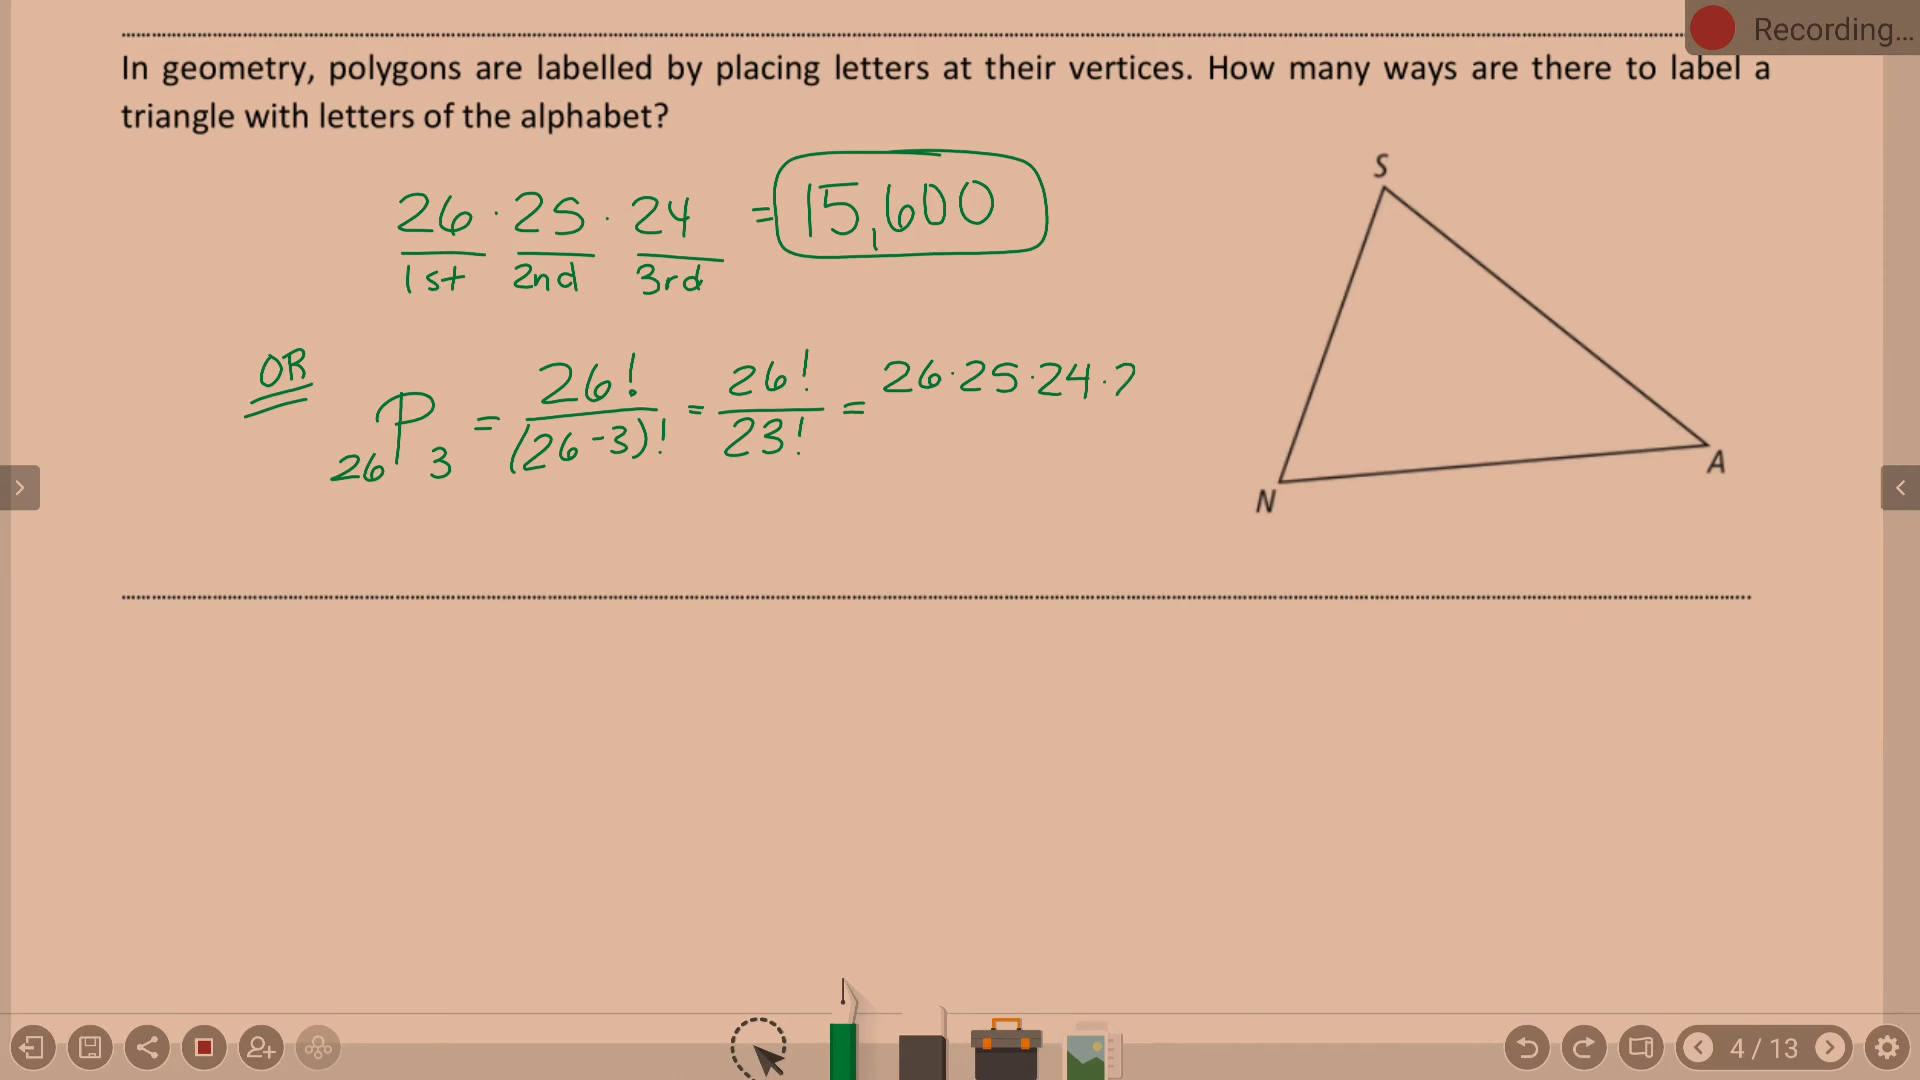 Recording...
In geometry, polygons are labelled by placing letters at their vertices. How many ways are there to label a
triangle with letters of the alphabet?
S
26 · 25 · 24 = 15,600
1st 2nd 3rd
OR
26P3 = 26!/(26-3)! = 26!/23! = 26·25·24·2
A
N
4 / 13